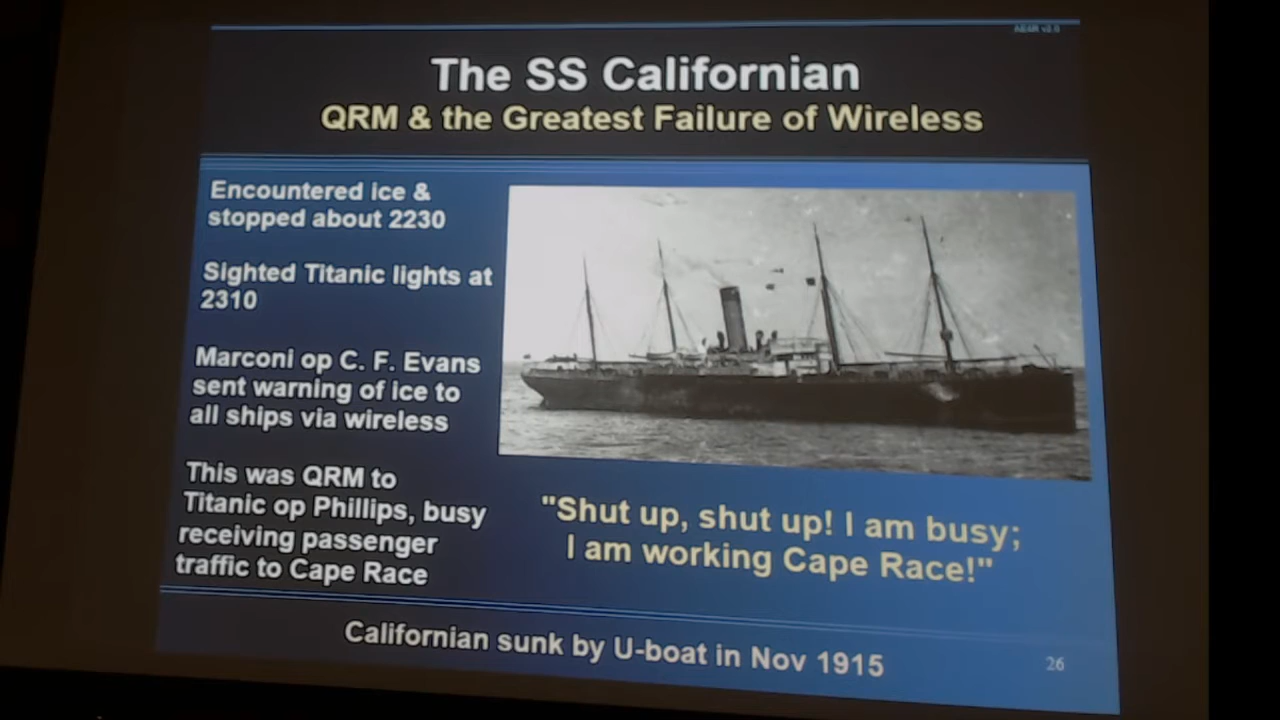 The SS Californian
QRM & the Greatest Failure of Wireless
Encountered ice &
stopped about 2230
Sighted Titanic lights at
2310
Marconi op C. F. Evans
sent warning of ice to
all ships via wireless
This was QRM to
Titanic op Phillips, busy
receiving passenger
traffic to Cape Race
"Shut up, shut up! I am busy;
I am working Cape Race!"
Californian sunk by U-boat in Nov 1915
26